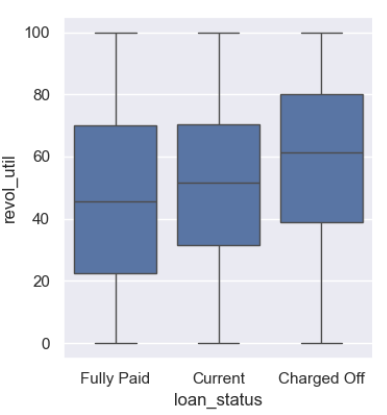 100
80
60
40
20
0
revol_util
Fully Paid
Current
Charged Off
loan_status